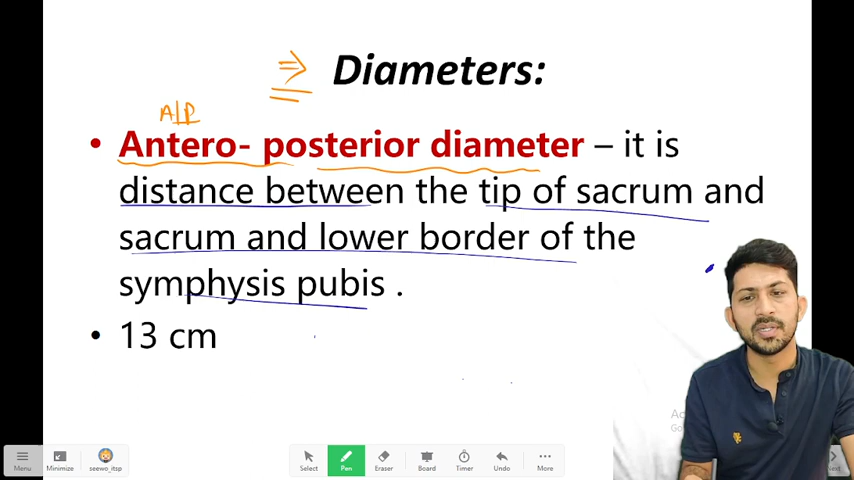 ⇒ Diameters:
A|P
• Antero- posterior diameter – it is
distance between the tip of sacrum and
sacrum and lower border of the
symphysis pubis .
• 13 cm
Menu
Minimize
seewo_itsp
Select
Pen
Eraser
Board
Timer
Undo
More
Next